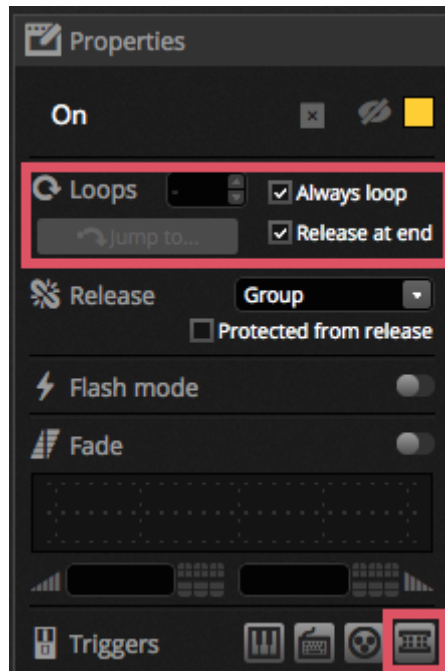 Properties
On
Loops - Always loop
Jump to... Release at end
Release Group
Protected from release
Flash mode
Fade
Triggers